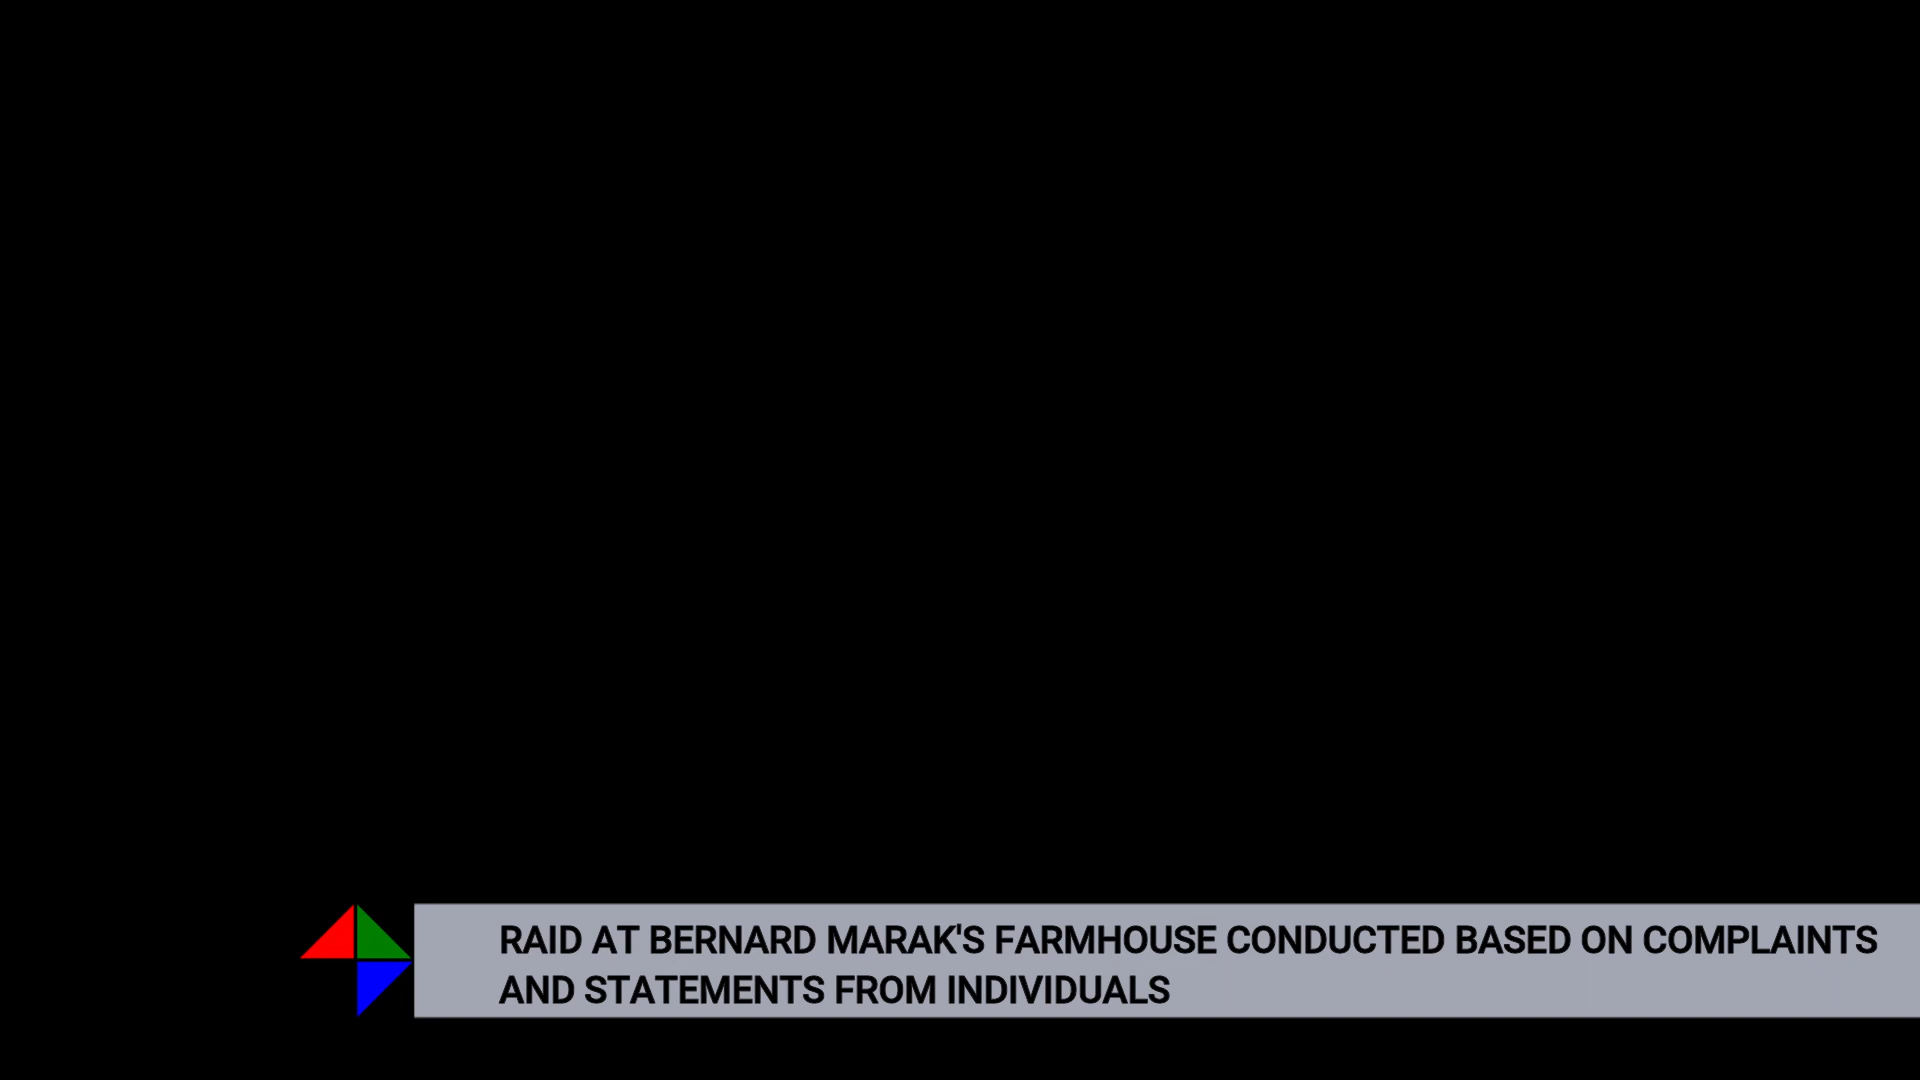 RAID AT BERNARD MARAK'S FARMHOUSE CONDUCTED BASED ON COMPLAINTS
AND STATEMENTS FROM INDIVIDUALS